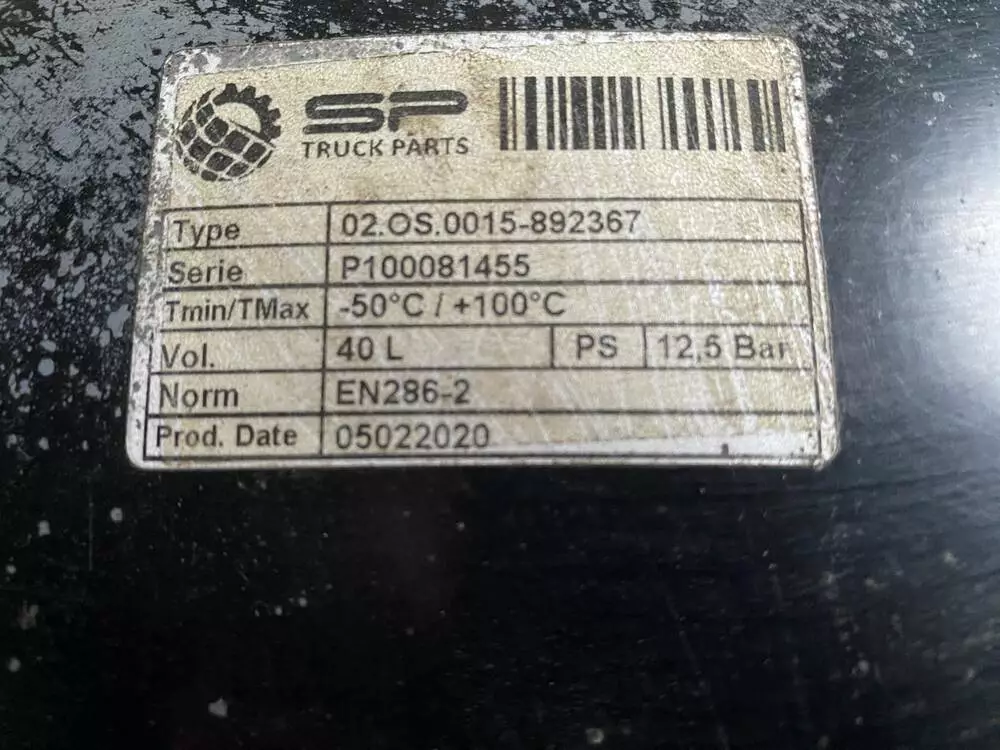 SP
TRUCK PARTS
Type 02.OS.0015-892367
Serie P100081455
Tmin/TMax -50°C / +100°C
Vol. 40 L PS 12,5 Bar
Norm EN286-2
Prod. Date 05022020